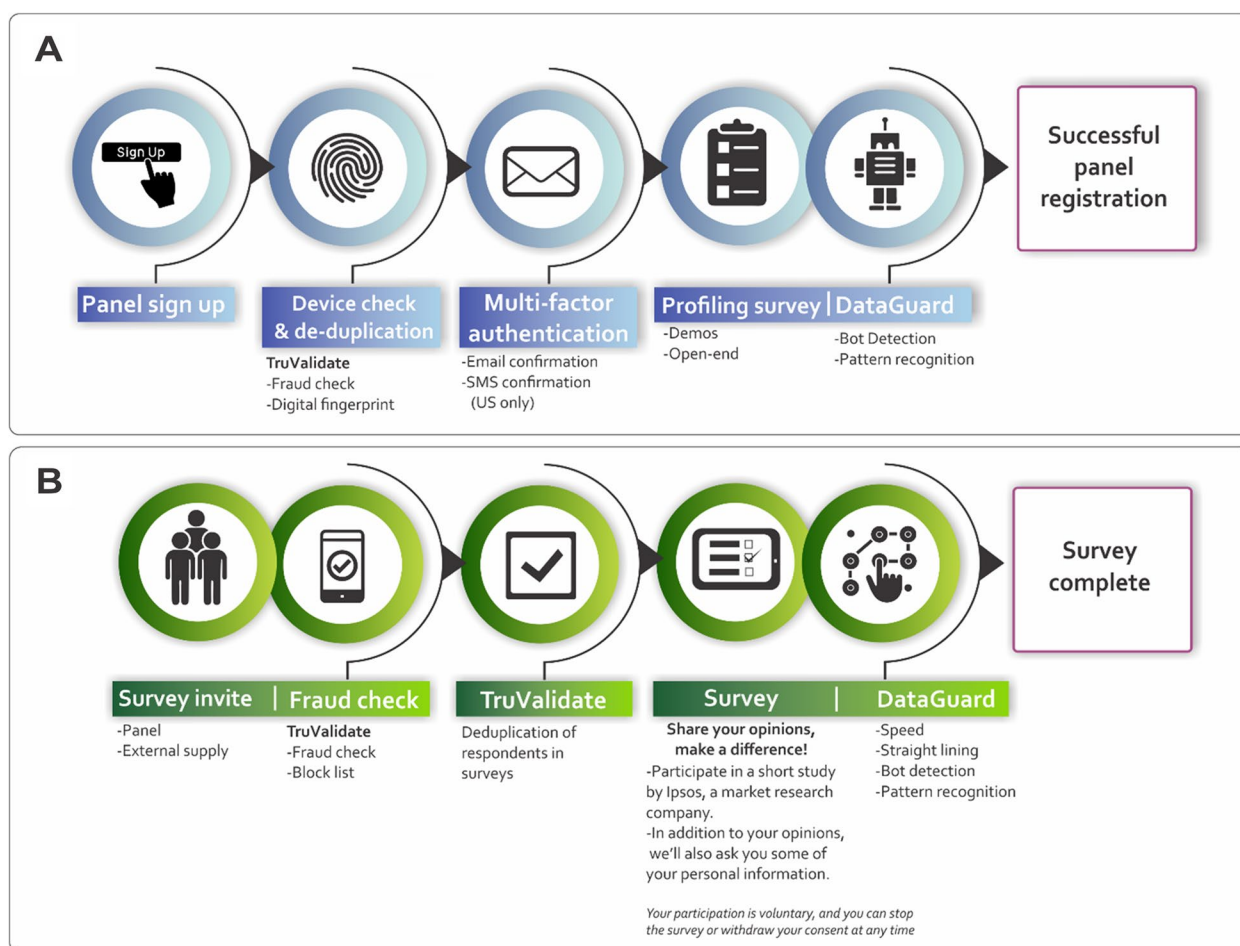 A
Sign Up
Successful
panel
registration
Panel sign up
Device check
& de-duplication
TruValidate
-Fraud check
-Digital fingerprint
Multi-factor
authentication
-Email confirmation
-SMS confirmation
(US only)
Profiling survey | DataGuard
-Demos
-Open-end
-Bot Detection
-Pattern recognition
B
Survey
complete
Survey invite | Fraud check
-Panel
-External supply
TruValidate
-Fraud check
-Block list
TruValidate
Deduplication of
respondents in
surveys
Survey | DataGuard
Share your opinions,
make a difference!
-Participate in a short study
by Ipsos, a market research
company.
-In addition to your opinions,
we'll also ask you some of
your personal information.
Your participation is voluntary, and you can stop
the survey or withdraw your consent at any time
-Speed
-Straight lining
-Bot detection
-Pattern recognition